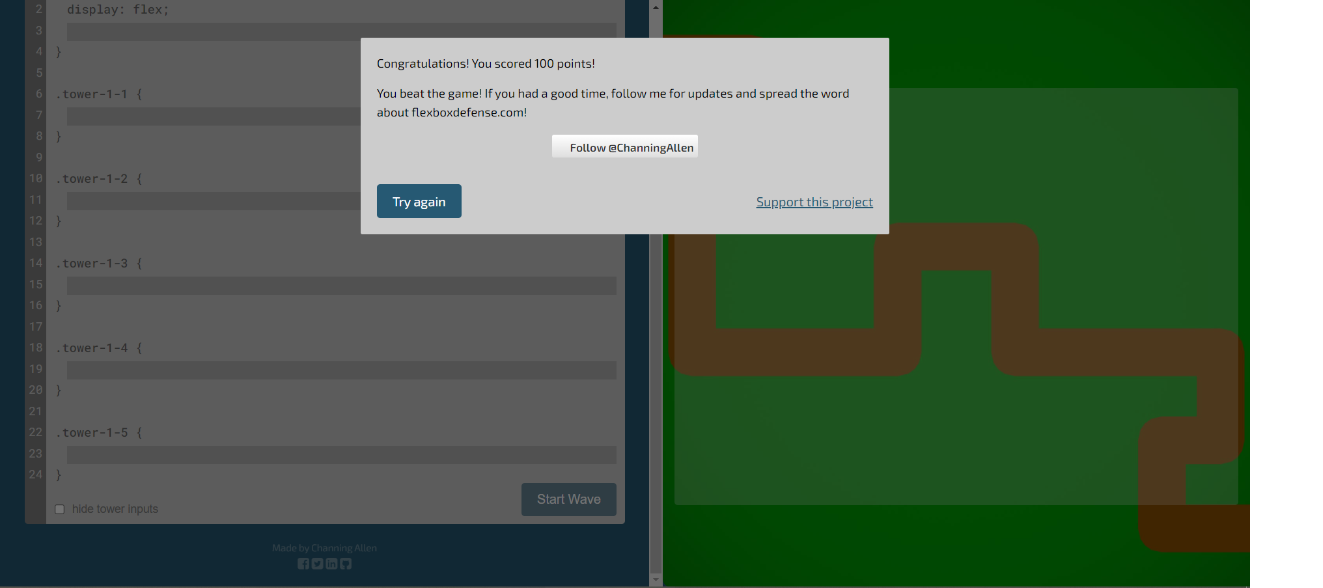 2 display: flex;
3
4 }
5
6 .tower-1-1 {
7
8 }
9
10 .tower-1-2 {
11
12 }
13
14 .tower-1-3 {
15
16 }
17
18 .tower-1-4 {
19
20 }
21
22 .tower-1-5 {
23
24 }
hide tower inputs
Start Wave
Made by Channing Allen
Congratulations! You scored 100 points!
You beat the game! If you had a good time, follow me for updates and spread the word
about flexboxdefense.com!
Follow @ChanningAllen
Try again
Support this project